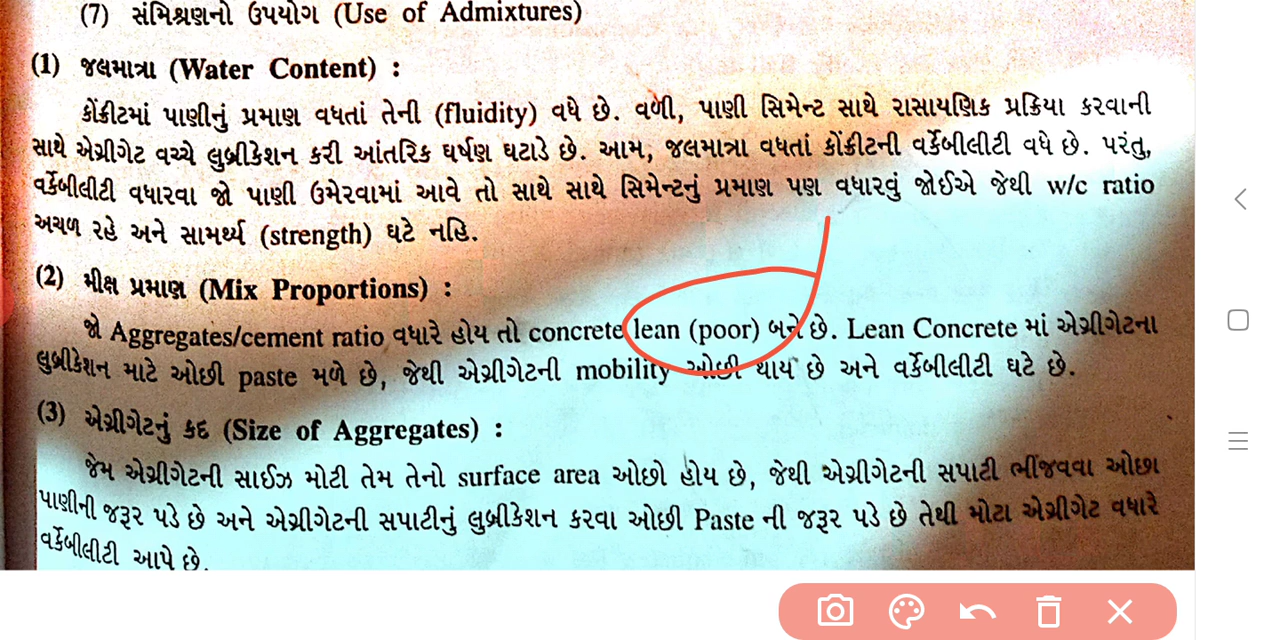 (7) સંમિશ્રણનો ઉપયોગ (Use of Admixtures)
(1) જલમાત્રા (Water Content) :
કોંક્રીટમાં પાણીનું પ્રમાણ વધતાં તેની (fluidity) વધે છે. વળી, પાણી સિમેન્ટ સાથે રાસાયણિક પ્રક્રિયા કરવાની
સાથે એગ્રીગેટ વચ્ચે લુબ્રીકેશન કરી આંતરિક ઘર્ષણ ઘટાડે છે. આમ, જલમાત્રા વધતાં કોંક્રીટની વર્કેબીલીટી વધે છે. પરંતુ,
વર્કેબીલીટી વધારવા જો પાણી ઉમેરવામાં આવે તો સાથે સાથે સિમેન્ટનું પ્રમાણ પણ વધારવું જોઈએ જેથી w/c ratio
અચળ રહે અને સામર્થ્ય (strength) ઘટે નહિ.
(2) મીક્ષ પ્રમાણ (Mix Proportions) :
જો Aggregates/cement ratio વધારે હોય તો concrete lean (poor) બને છે. Lean Concrete માં એગ્રીગેટના
લુબ્રીકેશન માટે ઓછી paste મળે છે, જેથી એગ્રીગેટની mobility ઓછી થાય છે અને વર્કેબીલીટી ઘટે છે.
(3) એગ્રીગેટનું કદ (Size of Aggregates) :
જેમ એગ્રીગેટની સાઈઝ મોટી તેમ તેનો surface area ઓછો હોય છે, જેથી એગ્રીગેટની સપાટી ભીંજવવા ઓછા
પાણીની જરૂર પડે છે અને એગ્રીગેટની સપાટીનું લુબ્રીકેશન કરવા ઓછી Paste ની જરૂર પડે છે તેથી મોટા એગ્રીગેટ વધારે
વર્કેબીલીટી આપે છે.